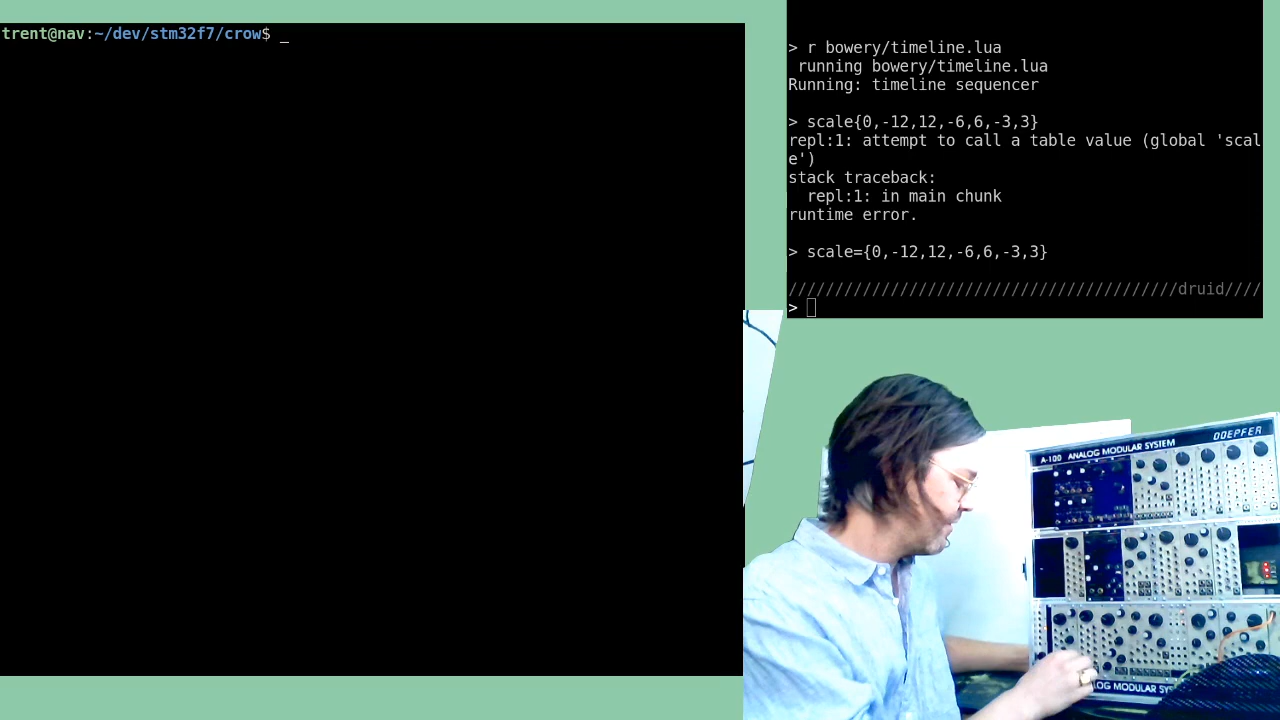 trent@nav:~/dev/stm32f7/crow$ _
> r bowery/timeline.lua
running bowery/timeline.lua
Running: timeline sequencer
> scale{0,-12,12,-6,6,-3,3}
repl:1: attempt to call a table value (global 'scal
e')
stack traceback:
repl:1: in main chunk
runtime error.
> scale={0,-12,12,-6,6,-3,3}
//////////////////////////////////////////druid////
>
A-100 ANALOG MODULAR SYSTEM DOEPFER
LOG MODULAR SYS